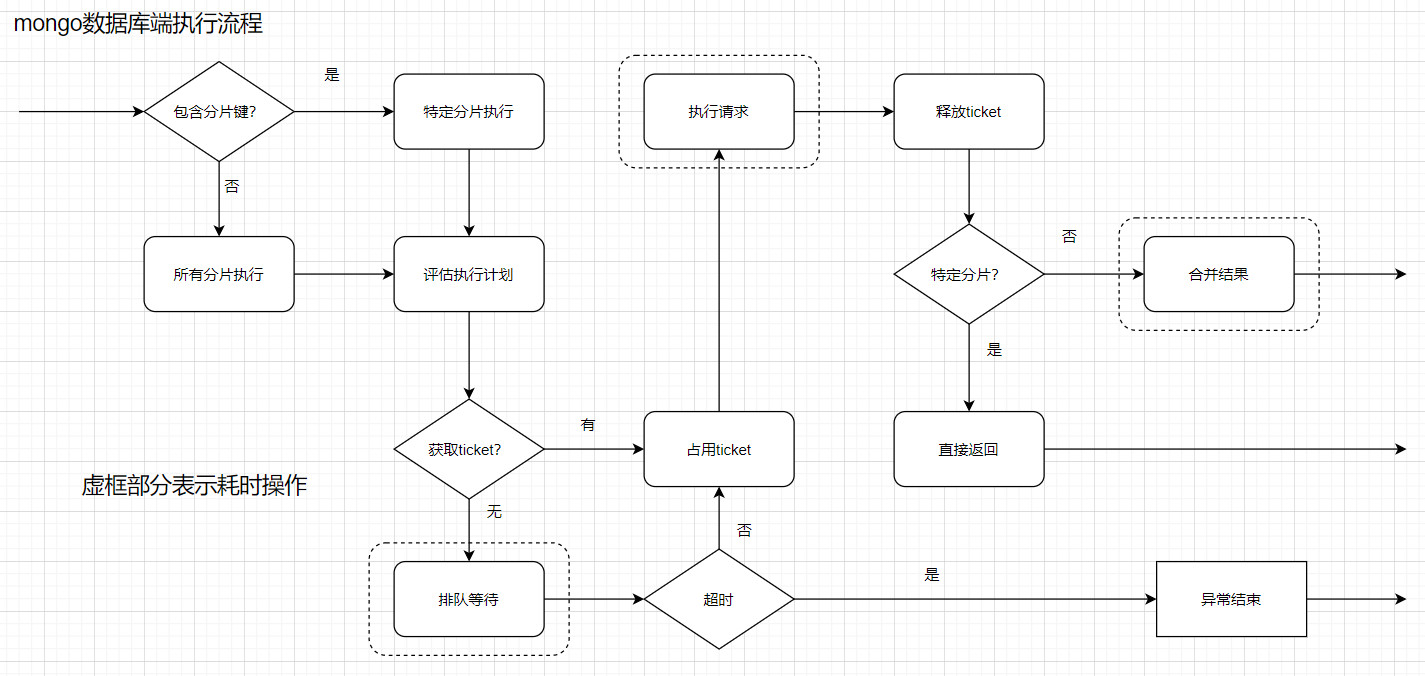 mongo数据库端执行流程
是
包含分片键?
特定分片执行
执行请求
释放ticket
否
所有分片执行
评估执行计划
特定分片?
否
合并结果
是
获取ticket?
有
占用ticket
直接返回
虚框部分表示耗时操作
无
否
排队等待
超时
是
异常结束